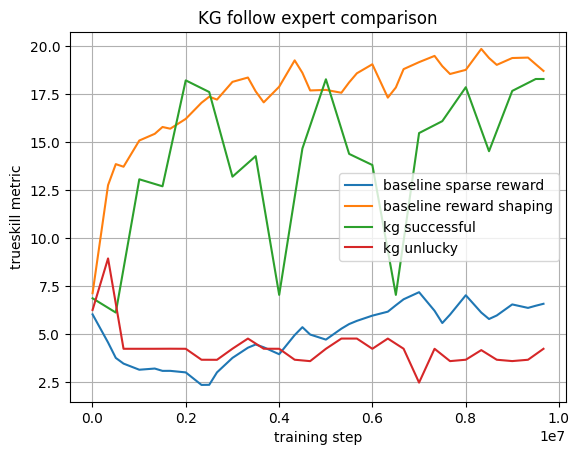 KG follow expert comparison
trueskill metric
20.0
17.5
15.0
12.5
10.0
7.5
5.0
2.5
baseline sparse reward
baseline reward shaping
kg successful
kg unlucky
0.0 0.2 0.4 0.6 0.8 1.0
1e7
training step